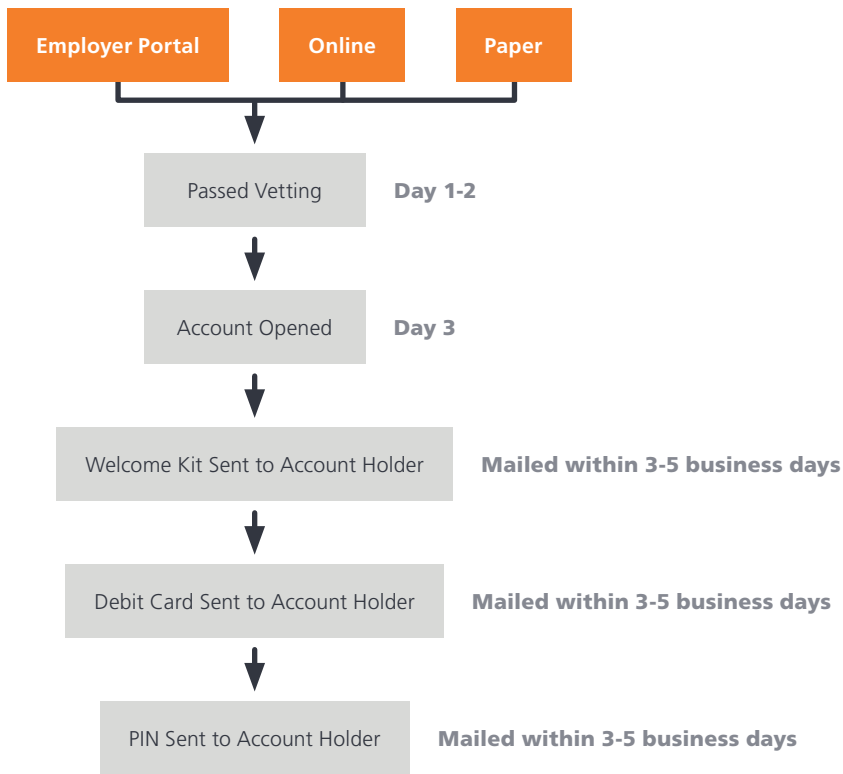 Employer Portal
Online
Paper
Passed Vetting
Day 1-2
Account Opened
Day 3
Welcome Kit Sent to Account Holder
Mailed within 3-5 business days
Debit Card Sent to Account Holder
Mailed within 3-5 business days
PIN Sent to Account Holder
Mailed within 3-5 business days